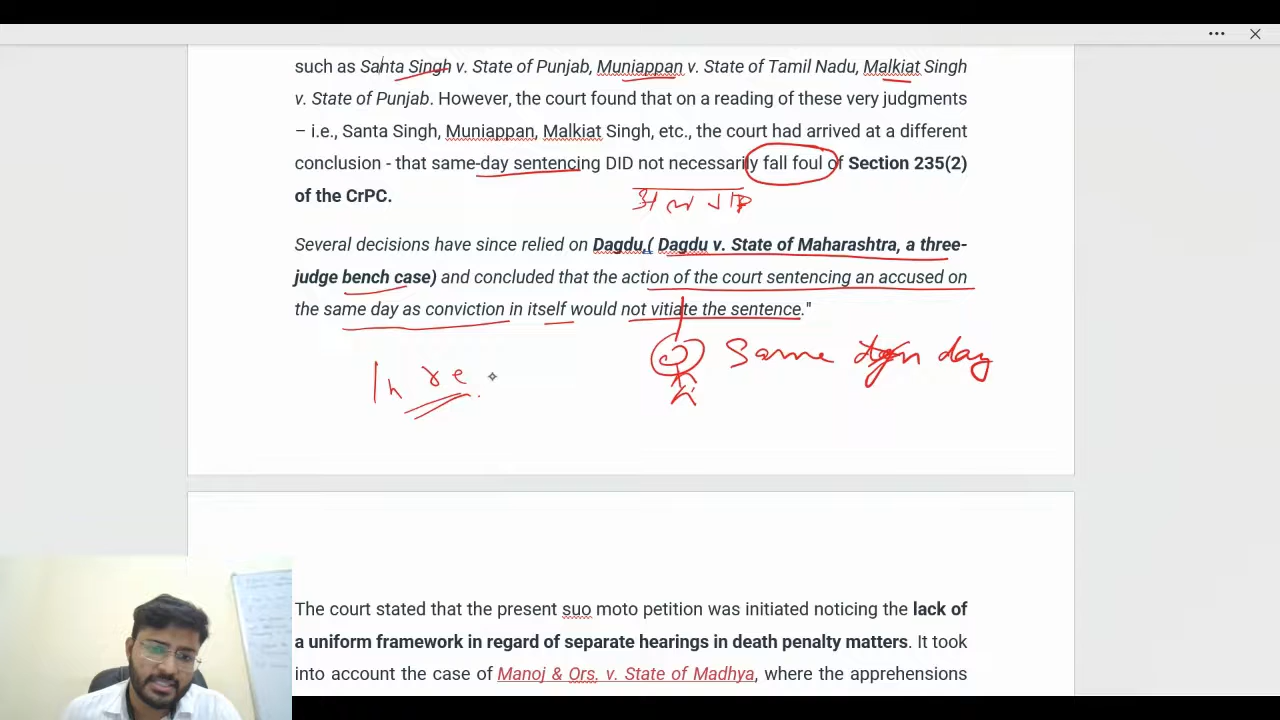 such as Santa Singh v. State of Punjab, Muniappan v. State of Tamil Nadu, Malkiat Singh
v. State of Punjab. However, the court found that on a reading of these very judgments
– i.e., Santa Singh, Muniappan, Malkiat Singh, etc., the court had arrived at a different
conclusion - that same-day sentencing DID not necessarily fall foul of Section 235(2)
of the CrPC.
Several decisions have since relied on Dagdu,( Dagdu v. State of Maharashtra, a three-
judge bench case) and concluded that the action of the court sentencing an accused on
the same day as conviction in itself would not vitiate the sentence."
Same day
In re
The court stated that the present suo moto petition was initiated noticing the lack of
a uniform framework in regard of separate hearings in death penalty matters. It took
into account the case of Manoj & Ors. v. State of Madhya, where the apprehensions